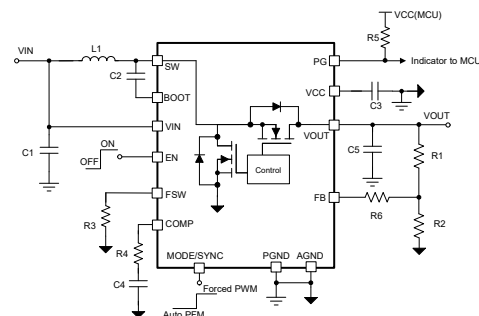 VCC(MCU)
R5
VIN
L1
SW
PG
Indicator to MCU
C2
BOOT
VCC
C3
VIN
VOUT
VOUT
C1
ON
OFF
EN
Control
C5
R1
FSW
FB
R6
R3
COMP
R2
R4
MODE/SYNC
PGND
AGND
C4
Forced PWM
Auto PFM